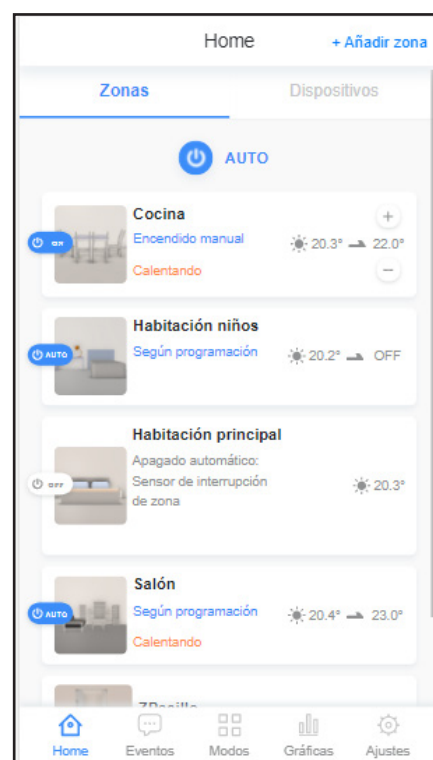 Home
+ Añadir zona
Zonas
Dispositivos
AUTO
Cocina
ON
Encendido manual
20.3° 22.0°
Calentando
Habitación niños
AUTO
Según programación
20.2° OFF
Habitación principal
Apagado automático:
OFF
Sensor de interrupción
20.3°
de zona
Salón
AUTO
Según programación
20.4° 23.0°
Calentando
Home
Eventos
Modos
Gráficas
Ajustes